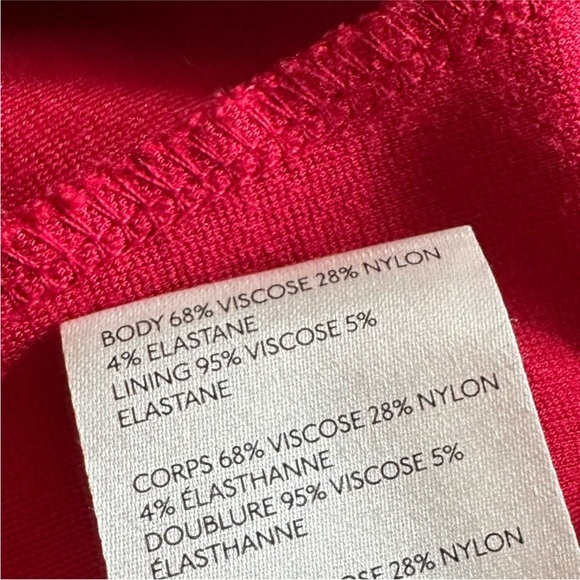 BODY 68% VISCOSE 28% NYLON
4% ELASTANE
LINING 95% VISCOSE 5%
ELASTANE
CORPS 68% VISCOSE 28% NYLON
4% ÉLASTHANNE
DOUBLURE 95% VISCOSE 5%
ÉLASTHANNE
28% NYLON